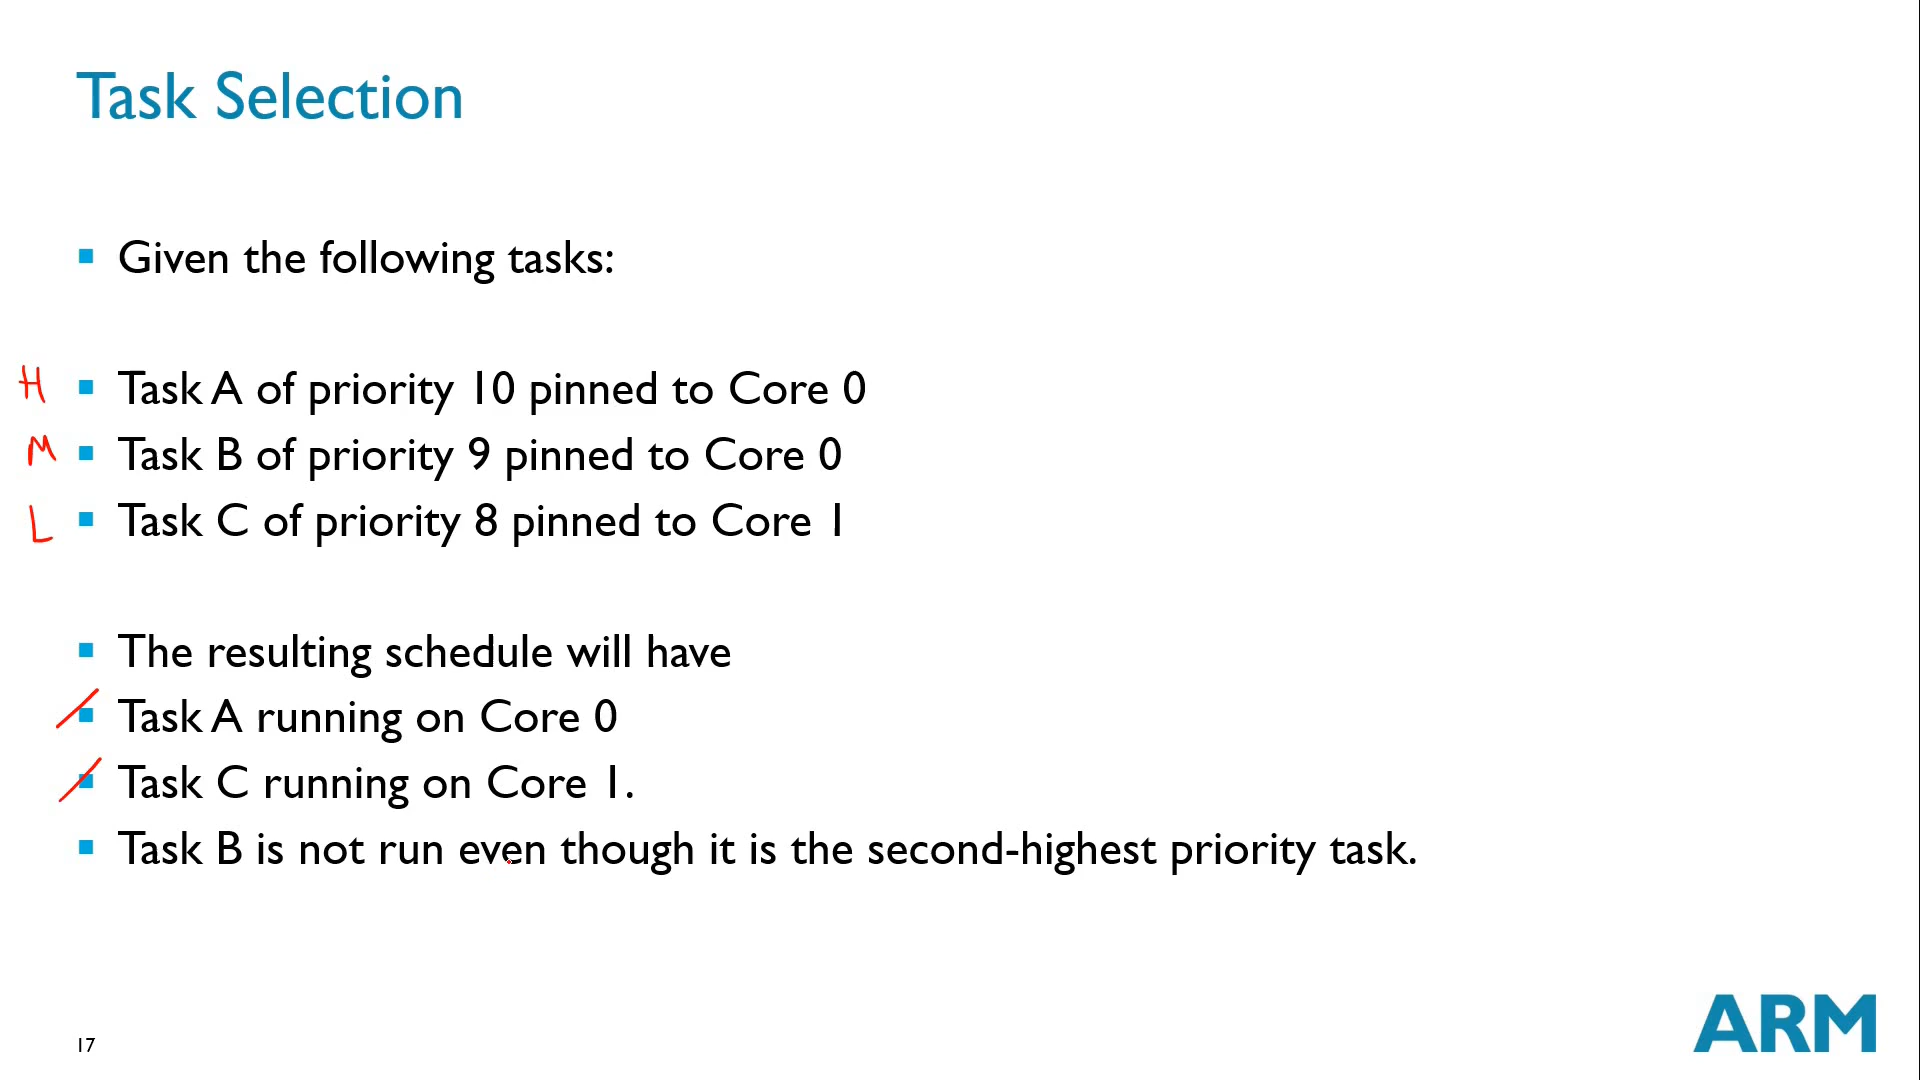 Task Selection
Given the following tasks:
H Task A of priority 10 pinned to Core 0
M Task B of priority 9 pinned to Core 0
L Task C of priority 8 pinned to Core 1
The resulting schedule will have
Task A running on Core 0
Task C running on Core 1.
Task B is not run even though it is the second-highest priority task.
17
ARM